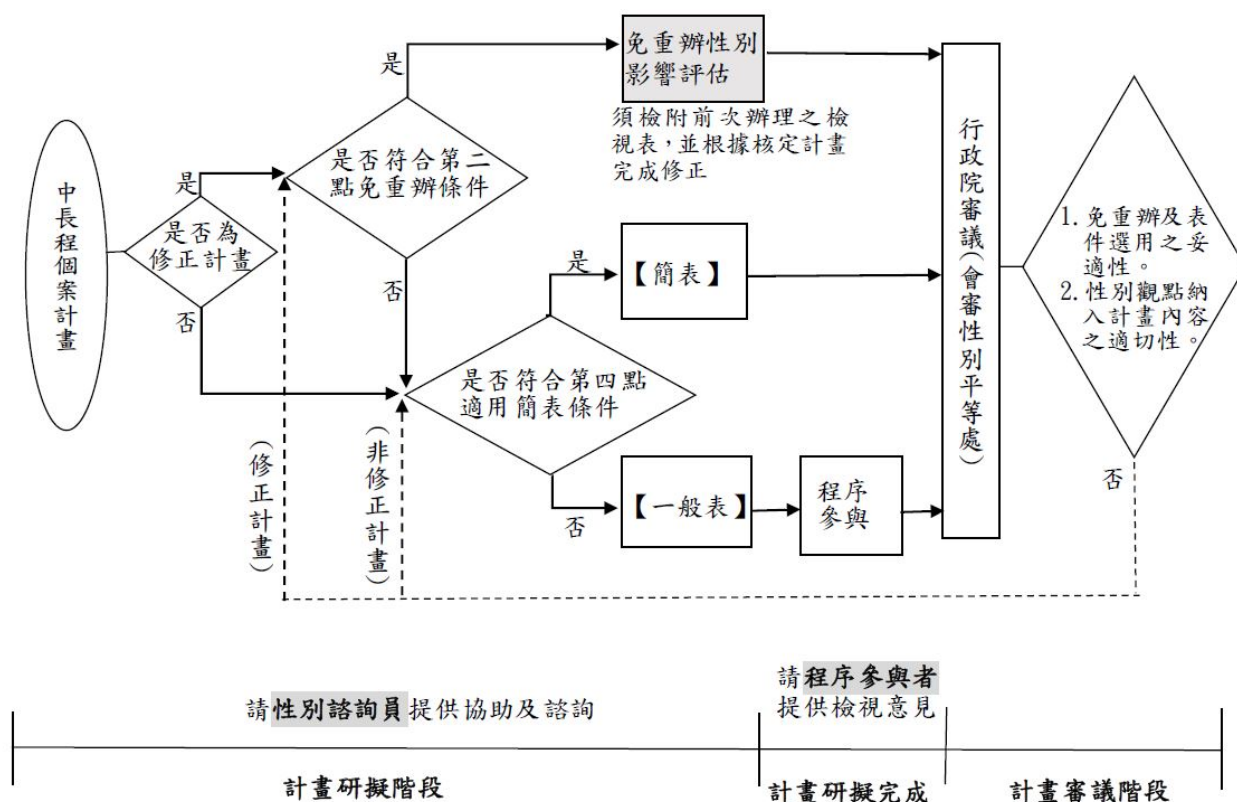 中長程個案計畫
是否為
修正計畫
是
否
是否符合第二
點免重辦條件
是
否
免重辦性別
影響評估
須檢附前次辦理之檢
視表，並根據核定計畫
完成修正
是否符合第四點
適用簡表條件
是
【簡表】
否
【一般表】
程序
參與
行政院審議(會審性別平等處)
1. 免重辦及表
件選用之妥
適性。
2. 性別觀點納
入計畫內容
之適切性。
否
(修正計畫)
(非修正計畫)
請性別諮詢員提供協助及諮詢
請程序參與者
提供檢視意見
計畫研擬階段
計畫研擬完成
計畫審議階段